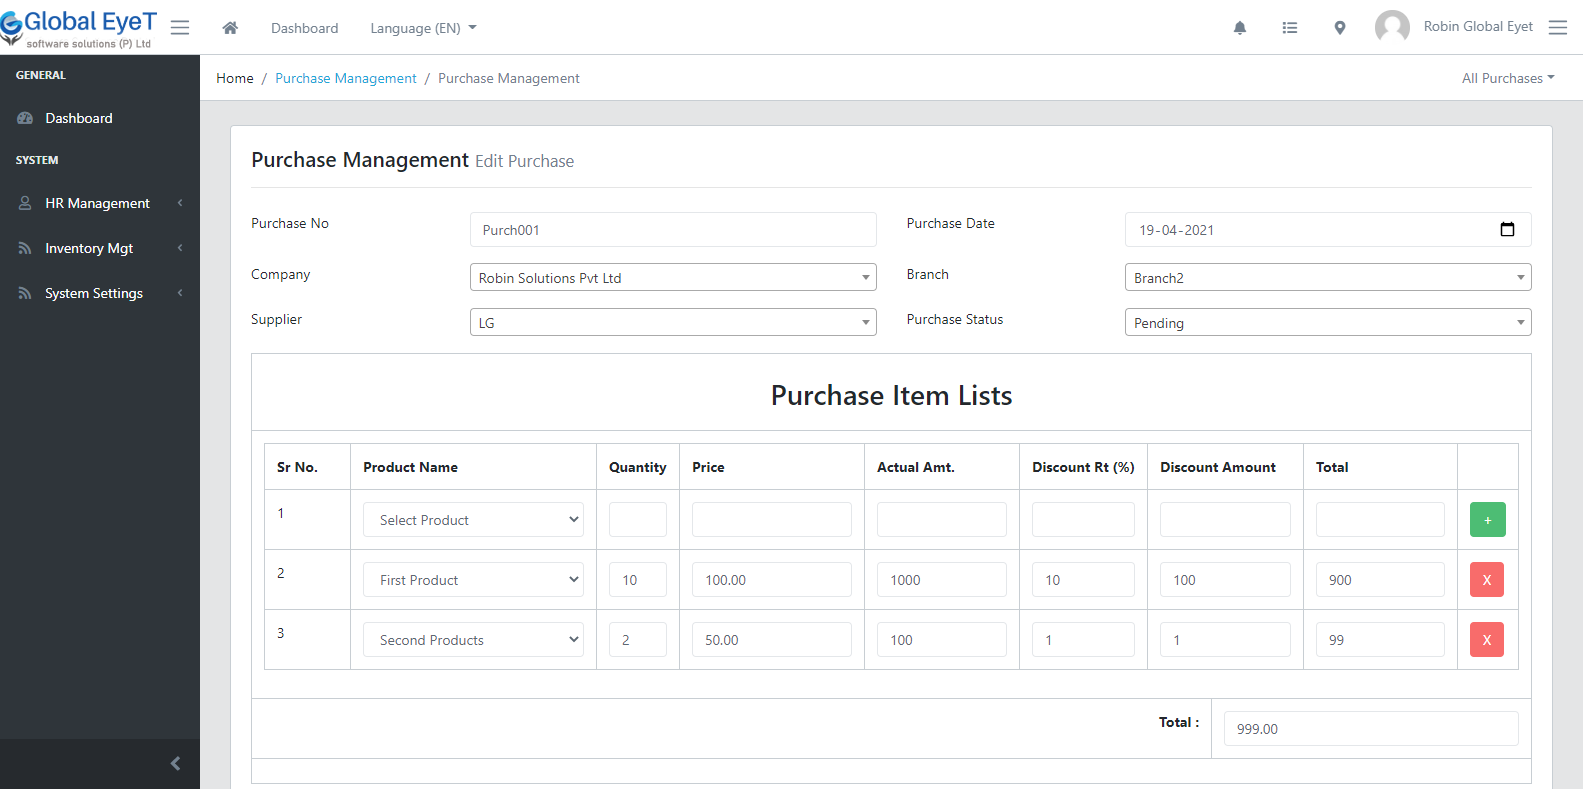 Global EyeT
software solutions (P) Ltd
Dashboard
Language (EN)
Robin Global Eyet
GENERAL
Dashboard
SYSTEM
HR Management
Inventory Mgt
System Settings
Home / Purchase Management / Purchase Management
All Purchases
Purchase Management Edit Purchase
Purchase No
Purch001
Purchase Date
19-04-2021
Company
Robin Solutions Pvt Ltd
Branch
Branch2
Supplier
LG
Purchase Status
Pending
Purchase Item Lists
Sr No. Product Name Quantity Price Actual Amt. Discount Rt (%) Discount Amount Total
1 Select Product +
2 First Product 10 100.00 1000 10 100 900 X
3 Second Products 2 50.00 100 1 1 99 X
Total : 999.00